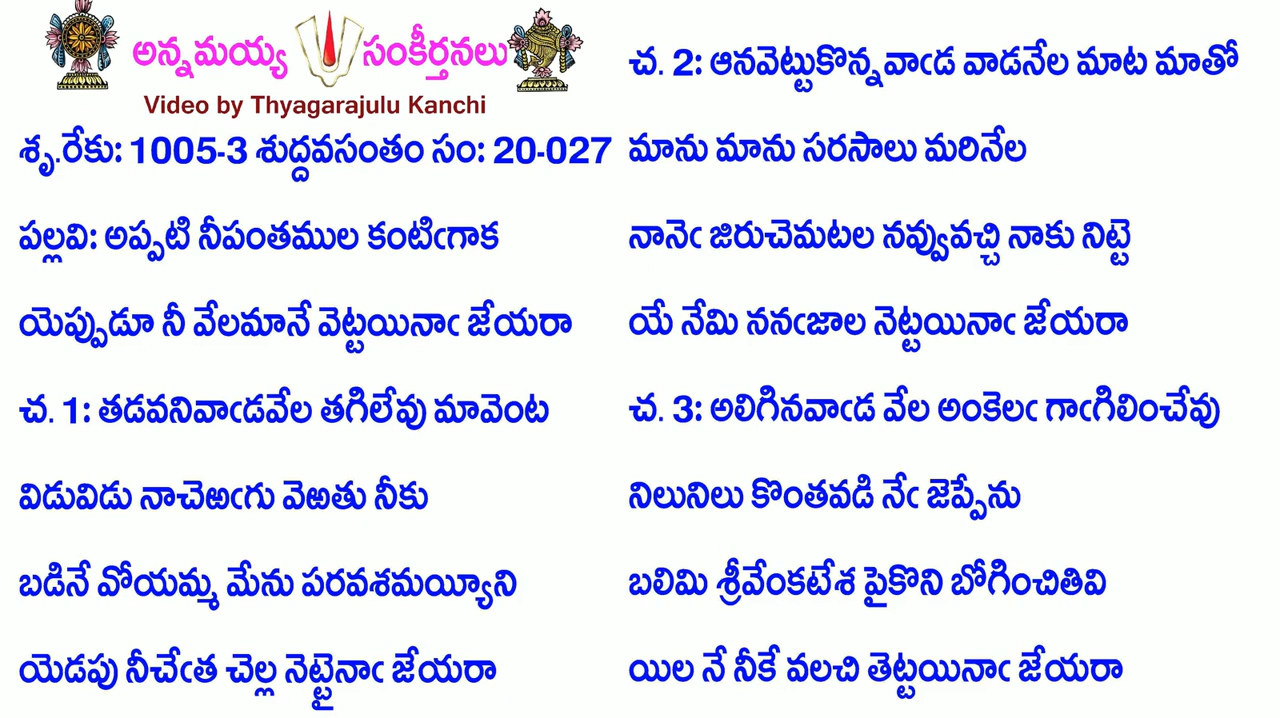 అన్నమయ్య సంకీర్తనలు
Video by Thyagarajulu Kanchi
శృ.రేకు: 1005-3 శుద్దవసంతం సం: 20-027
పల్లవి: అప్పటి నీపంతముల కంటిఁగాక
యెప్పుడూ నీ వేలమానే వెట్టయినాఁ జేయరా
చ. 1: తడవనివాఁడవేల తగిలేవు మావెంట
విడువిడు నాచెఱఁగు వెఱతు నీకు
బడినే వోయమ్మ మేను పరవశమయ్యీని
యెడపు నీచేఁత చెల్ల నెట్టైనాఁ జేయరా
చ. 2: ఆనవెట్టుకొన్నవాఁడ వాడనేల మాట మాతో
మాను మాను సరసాలు మరినేల
నానెఁ జిరుచెమటల నవ్వువచ్చి నాకు నిట్టె
యే నేమి ననఁజాల నెట్టయినాఁ జేయరా
చ. 3: అలిగినవాఁడ వేల అంకెలఁ గాఁగిలించేవు
నిలునిలు కొంతవడి నేఁ జెప్పేను
బలిమి శ్రీవేంకటేశ పైకొని బోగించితివి
యిల నే నీకే వలచి తెట్టయినాఁ జేయరా